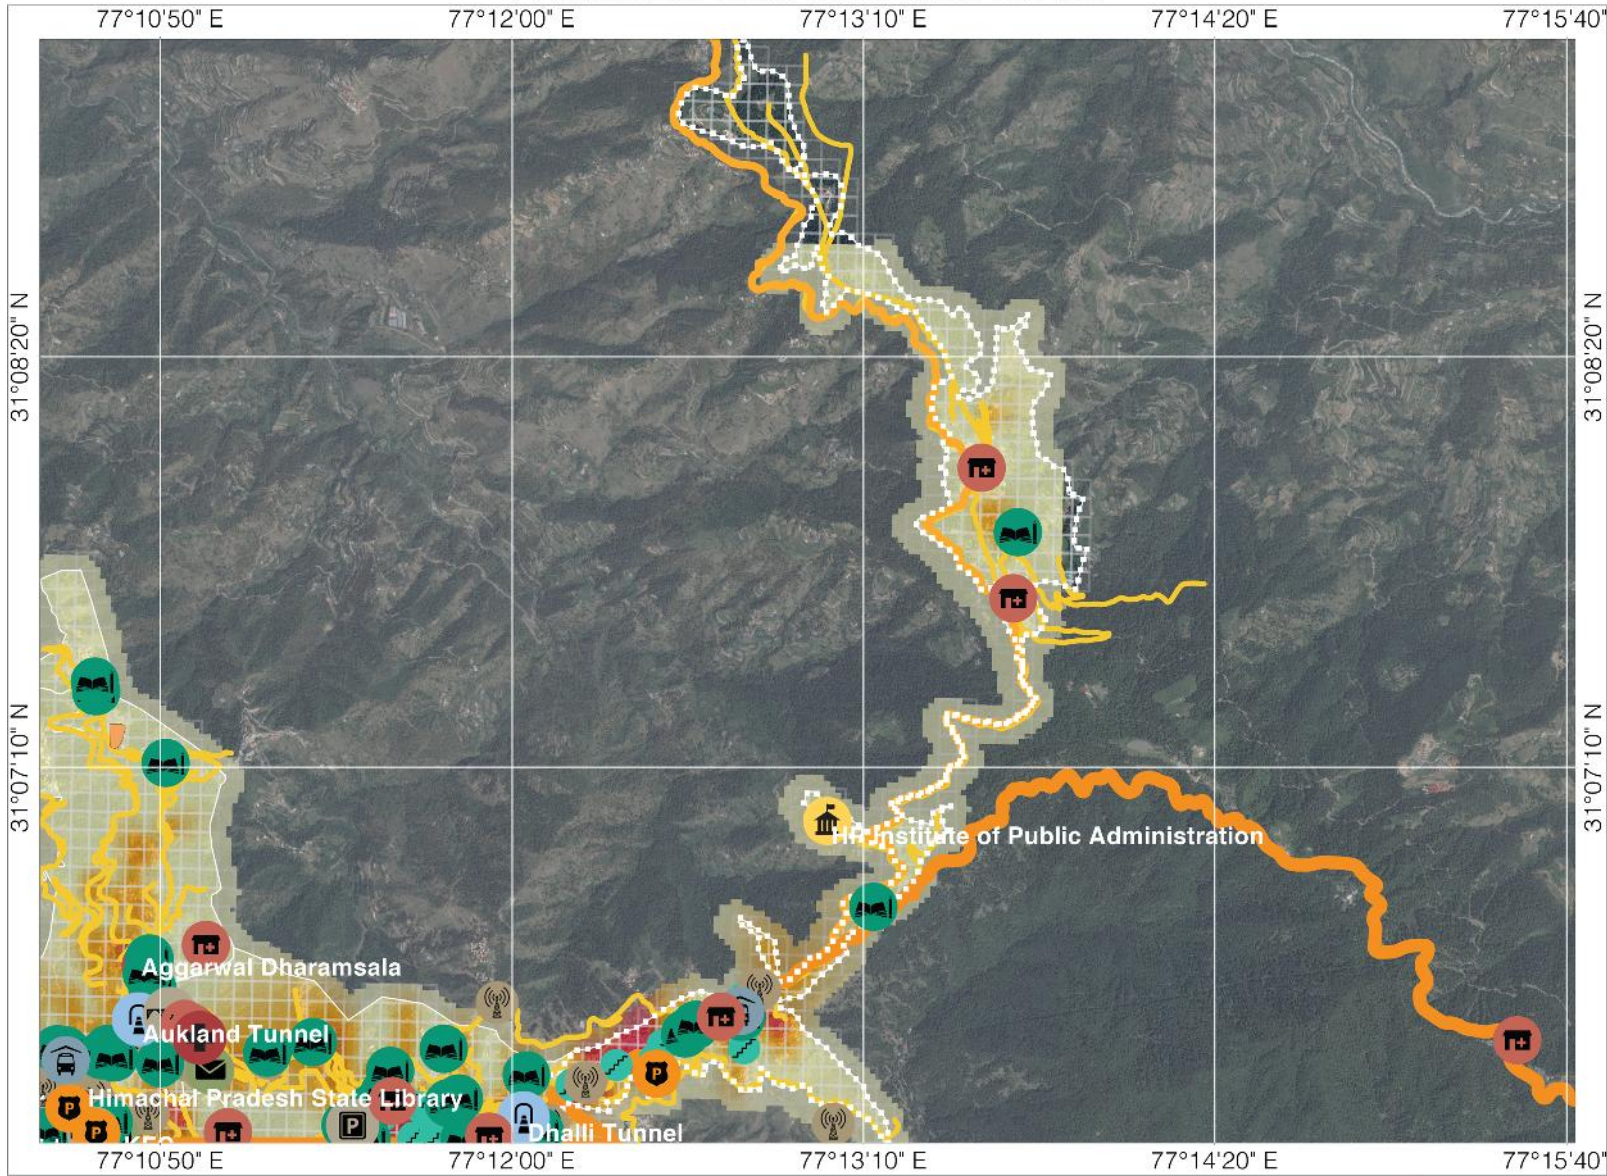 77°10'50" E 77°12'00" E 77°13'10" E 77°14'20" E 77°15'40"
31°08'20" N
31°08'20" N
31°07'10" N
31°07'10" N
HP Institute of Public Administration
Aggarwal Dharamsala
Aukland Tunnel
P
Himachal Pradesh State Library
P
P
P
Dhalli Tunnel
77°10'50" E 77°12'00" E 77°13'10" E 77°14'20" E 77°15'40"